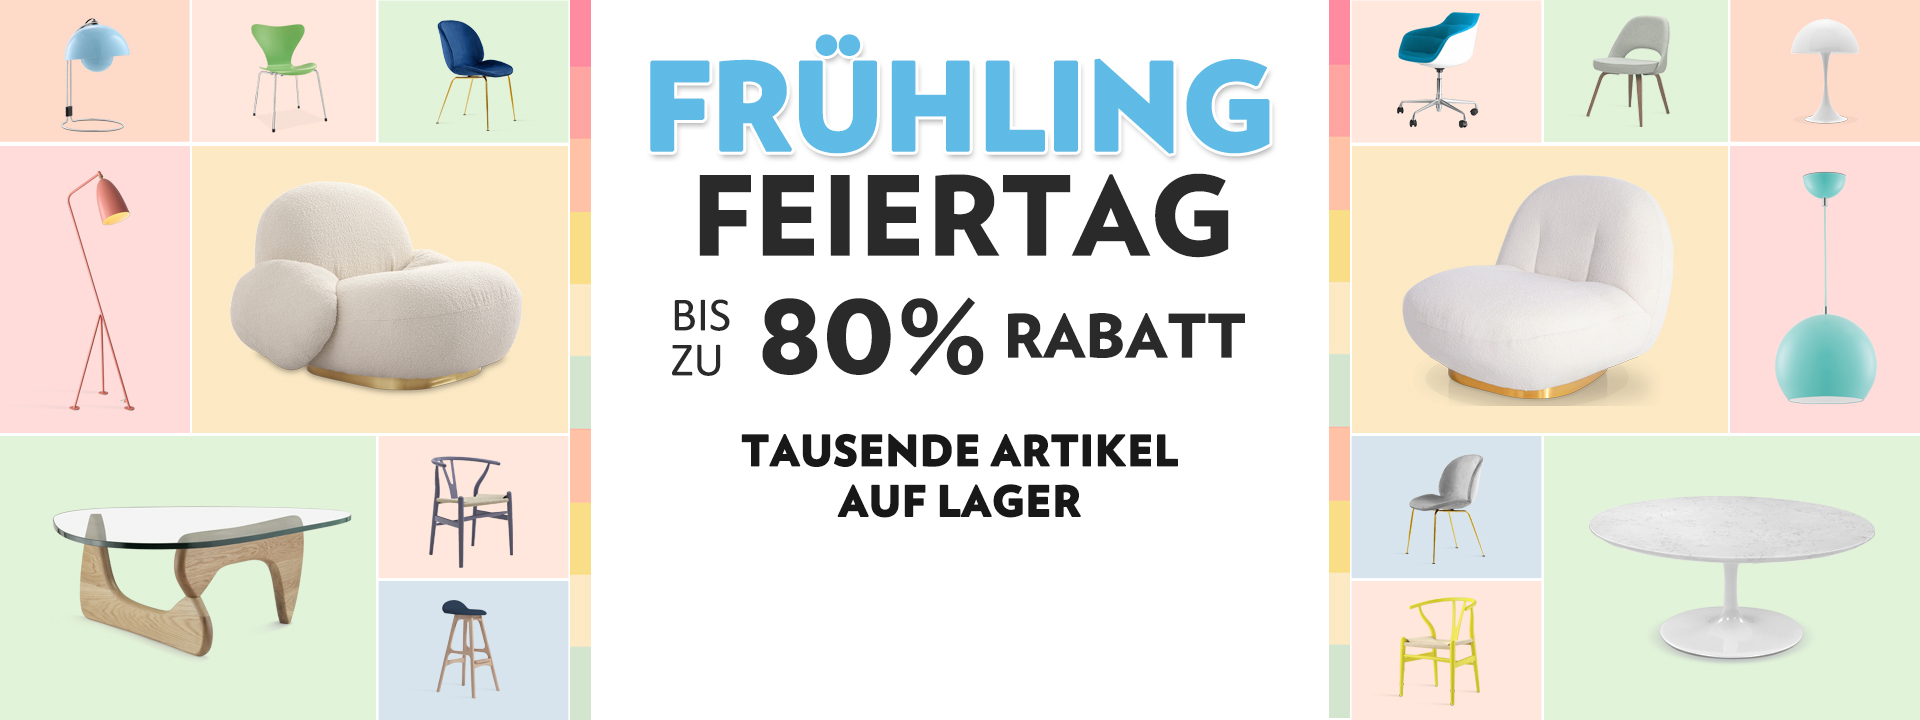 FRÜHLING
FEIERTAG
BIS ZU 80% RABATT
TAUSENDE ARTIKEL
AUF LAGER